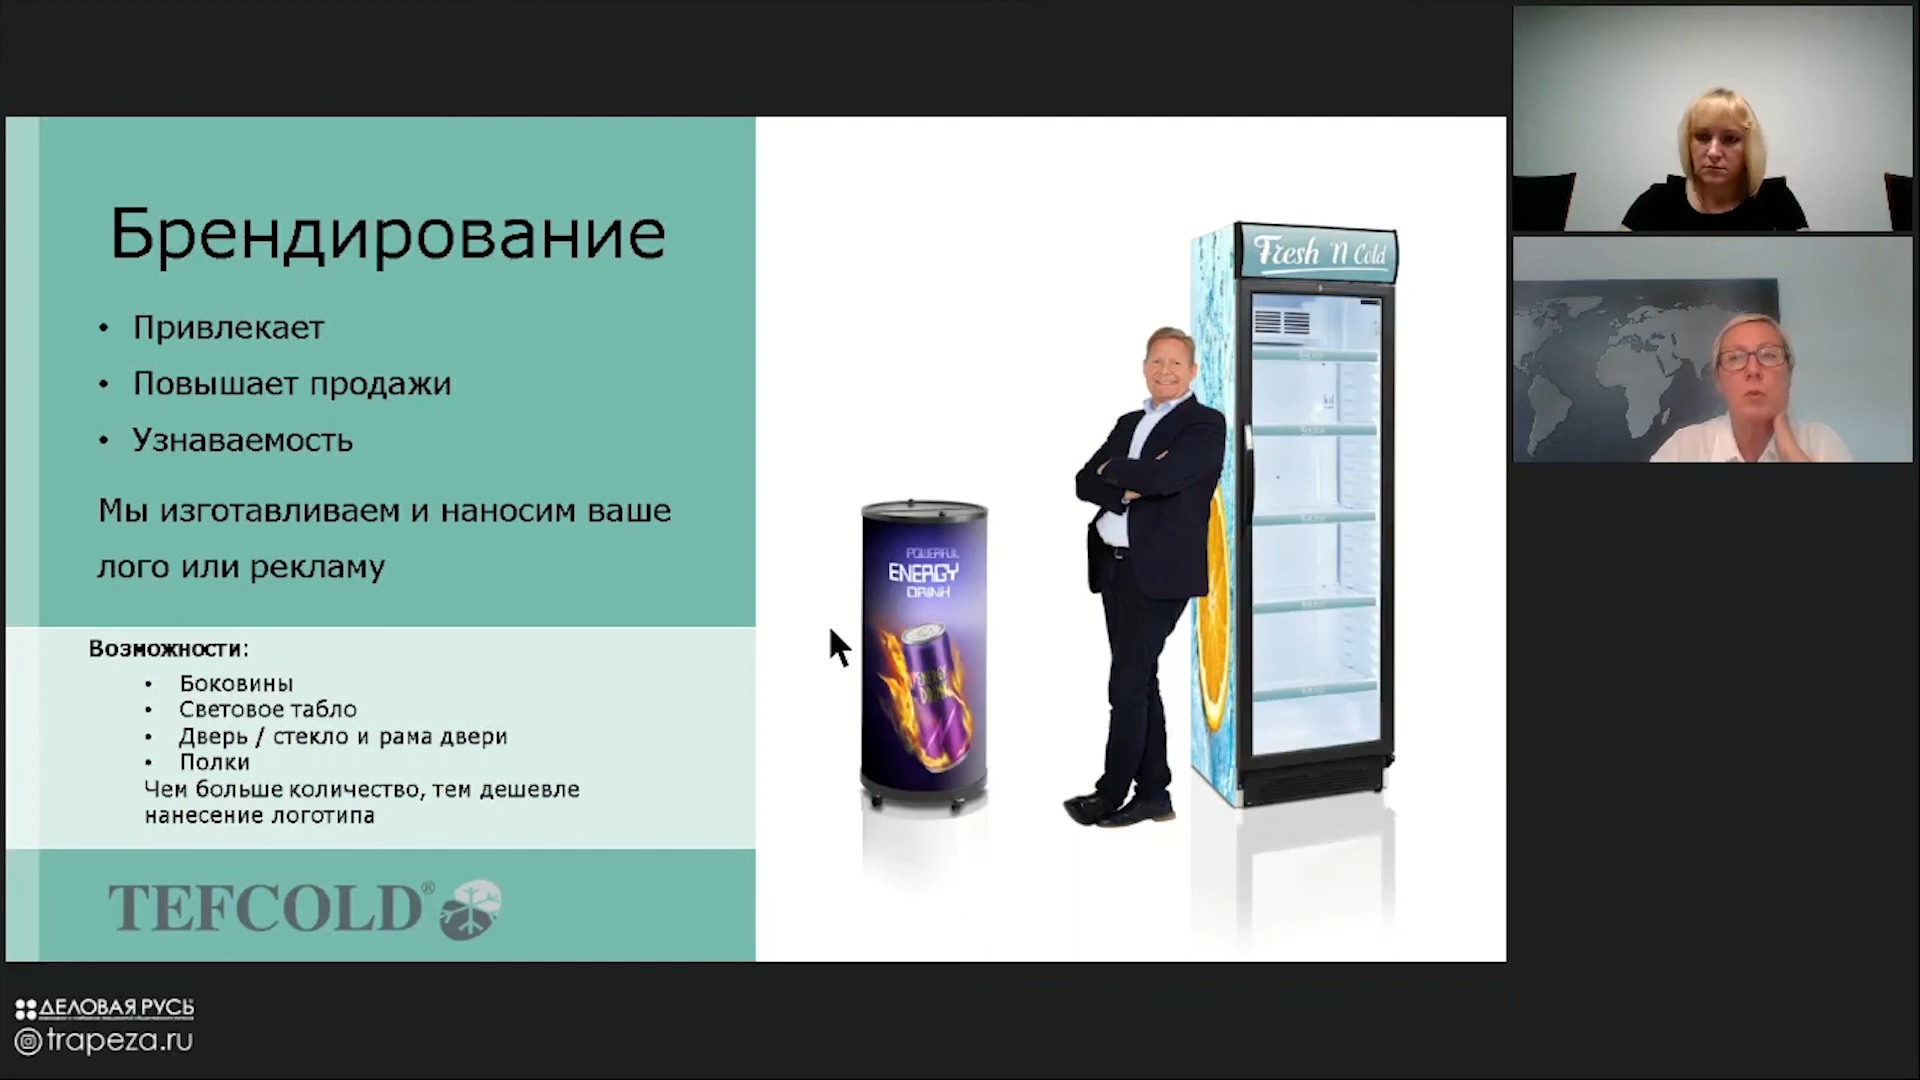 Брендирование
• Привлекает
• Повышает продажи
• Узнаваемость
Мы изготавливаем и наносим ваше
лого или рекламу
Возможности:
• Боковины
• Световое табло
• Дверь / стекло и рама двери
• Полки
Чем больше количество, тем дешевле
нанесение логотипа
TEFCOLD®
POWERFUL
ENERGY
DRINK
ENERGY
DRINK
Fresh 'N Cold
ДЕЛОВАЯ РУСЬ
trapeza.ru